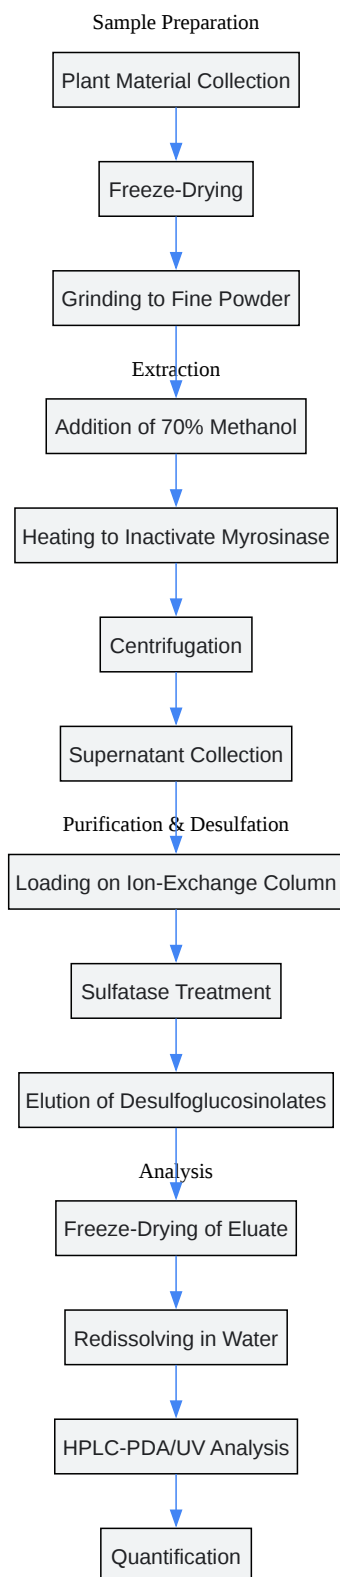 Sample Preparation
Plant Material Collection
Freeze-Drying
Grinding to Fine Powder
Extraction
Addition of 70% Methanol
Heating to Inactivate Myrosinase
Centrifugation
Supernatant Collection
Purification & Desulfation
Loading on Ion-Exchange Column
Sulfatase Treatment
Elution of Desulfoglucosinolates
Analysis
Freeze-Drying of Eluate
Redissolving in Water
HPLC-PDA/UV Analysis
Quantification